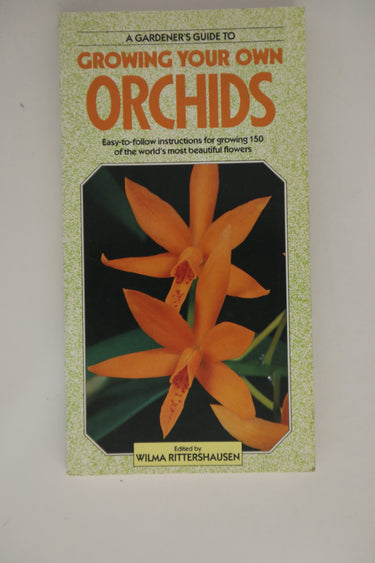 A GARDENER'S GUIDE TO
GROWING YOUR OWN
ORCHIDS
Easy-to-follow instructions for growing 150
of the world's most beautiful flowers
Edited by
WILMA RITTERSHAUSEN